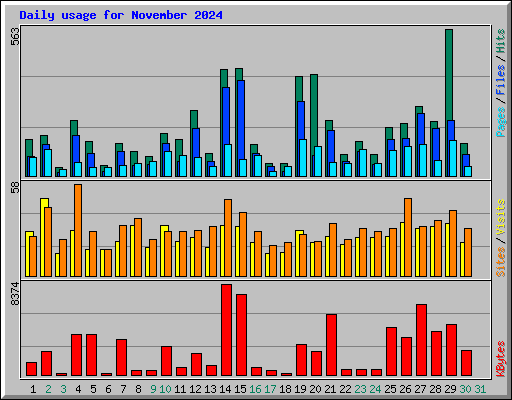 Daily usage for November 2024
563
Pages / Files / Hits
58
Sites / Visits
8374
KBytes
1 2 3 4 5 6 7 8 9 10 11 12 13 14 15 16 17 18 19 20 21 22 23 24 25 26 27 28 29 30 31